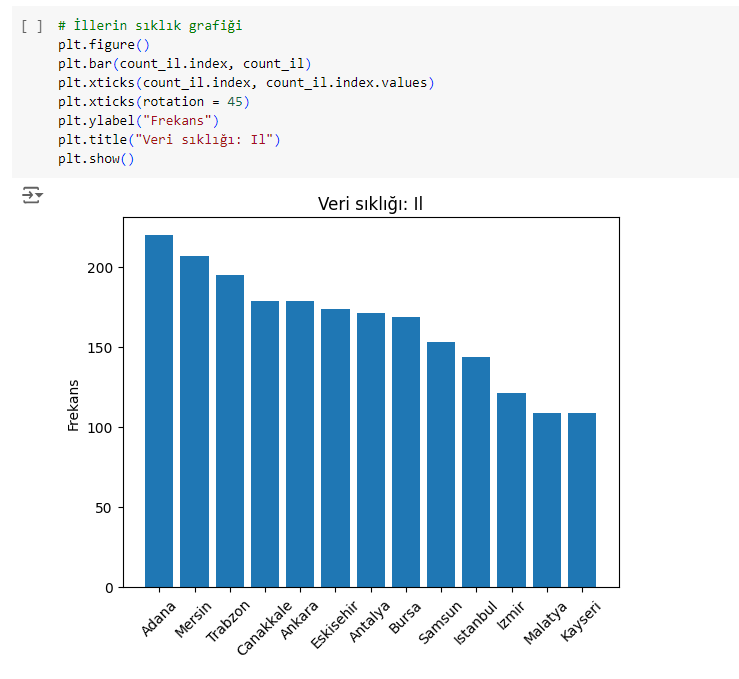 [ ] # İllerin sıklık grafiği
plt.figure()
plt.bar(count_il.index, count_il)
plt.xticks(count_il.index, count_il.index.values)
plt.xticks(rotation = 45)
plt.ylabel("Frekans")
plt.title("Veri sıklığı: Il")
plt.show()
Veri sıklığı: Il
200
150
100
50
0
Frekans
Adana
Mersin
Trabzon
Canakkale
Ankara
Eskisehir
Antalya
Bursa
Samsun
Istanbul
Izmir
Malatya
Kayseri